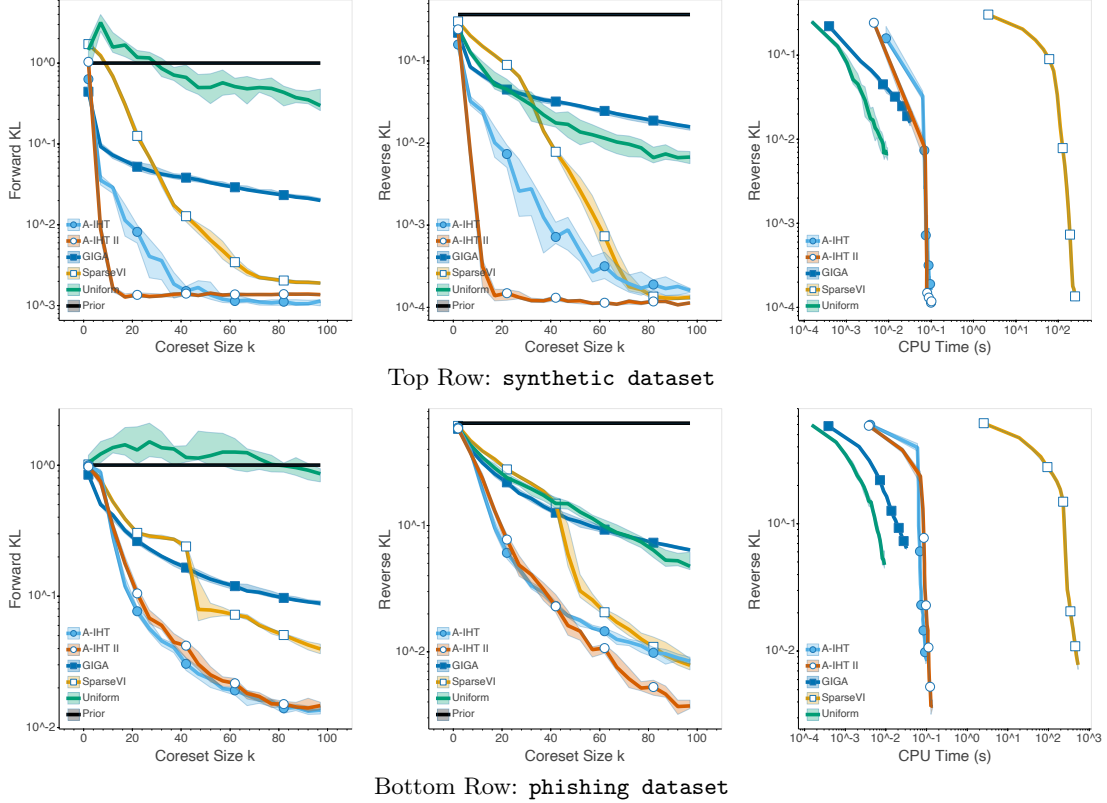 10^0
10^-1
10^-2
10^-3
Forward KL
0
20
40
60
80
100
Coreset Size k
A-IHT
A-IHT II
GIGA
SparseVI
Uniform
Prior
10^-1
10^-2
10^-3
10^-4
Reverse KL
0
20
40
60
80
100
Coreset Size k
A-IHT
A-IHT II
GIGA
SparseVI
Uniform
Prior
10^-1
10^-2
10^-3
10^-4
Reverse KL
10^-4
10^-3
10^-2
10^-1
10^0
10^1
10^2
CPU Time (s)
A-IHT
A-IHT II
GIGA
SparseVI
Uniform
Top Row: synthetic dataset
10^0
10^-1
10^-2
Forward KL
0
20
40
60
80
100
Coreset Size k
A-IHT
A-IHT II
GIGA
SparseVI
Uniform
Prior
10^-1
10^-2
Reverse KL
0
20
40
60
80
100
Coreset Size k
A-IHT
A-IHT II
GIGA
SparseVI
Uniform
Prior
10^-1
10^-2
Reverse KL
10^-4
10^-3
10^-2
10^-1
10^0
10^1
10^2
10^3
CPU Time (s)
A-IHT
A-IHT II
GIGA
SparseVI
Uniform
Bottom Row: phishing dataset